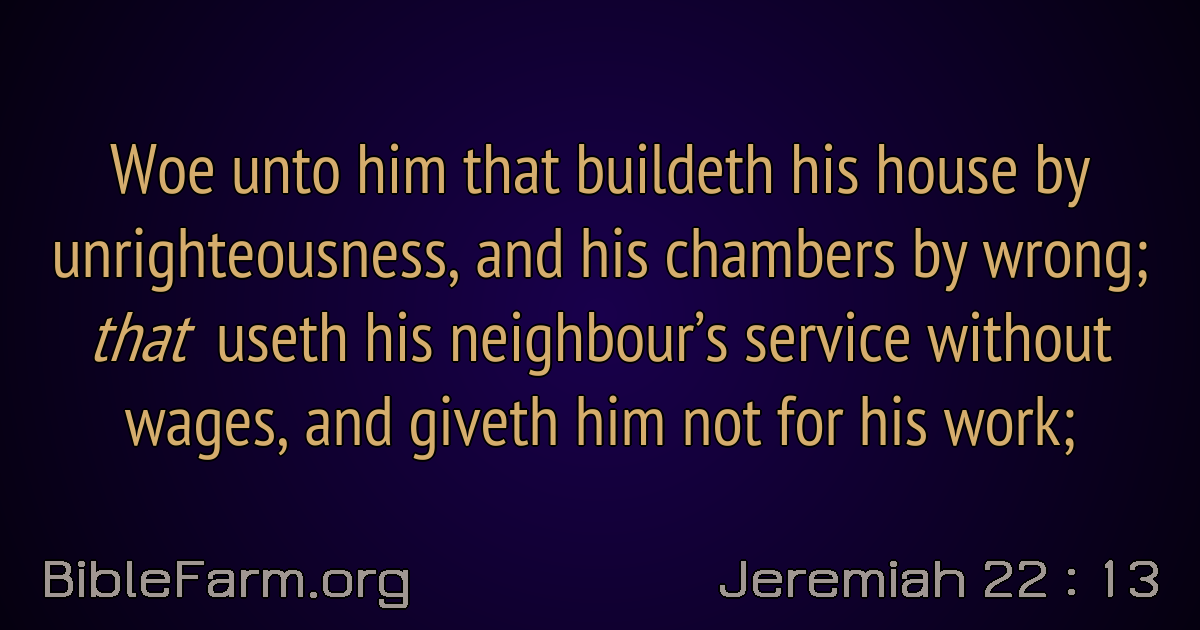 Woe unto him that buildeth his house by
unrighteousness, and his chambers by wrong;
that useth his neighbour’s service without
wages, and giveth him not for his work;
BibleFarm.org
Jeremiah 22 : 13